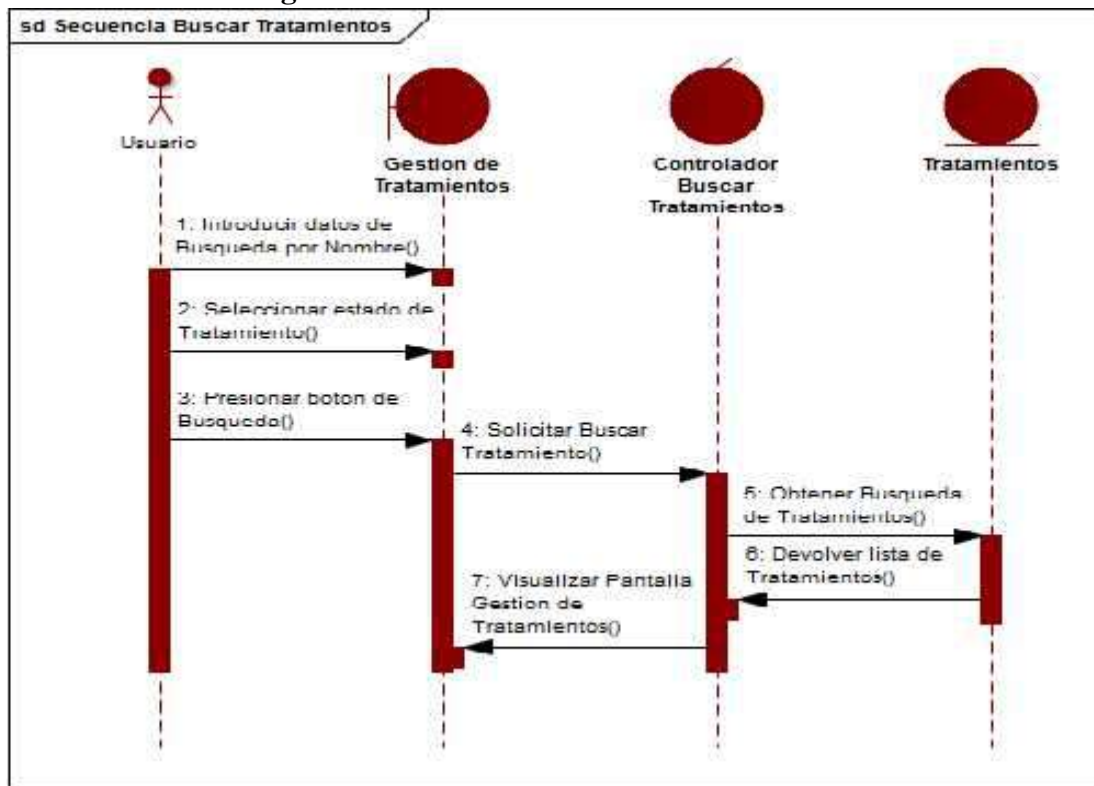 sd Secuencia Buscar Tratamientos
Usuario
Gestion de
Tratamientos
Controlador
Buscar
Tratamientos
Tratamientos
1: Introducir datos de
Busqueda por Nombre()
2: Seleccionar estado de
Tratamiento()
3: Presionar boton de
Busqueda()
4: Solicitar Buscar
Tratamiento()
5: Obtener Busqueda
de Tratamientos()
6: Devolver lista de
Tratamientos()
7: Visualizar Pantalla
Gestion de
Tratamientos()